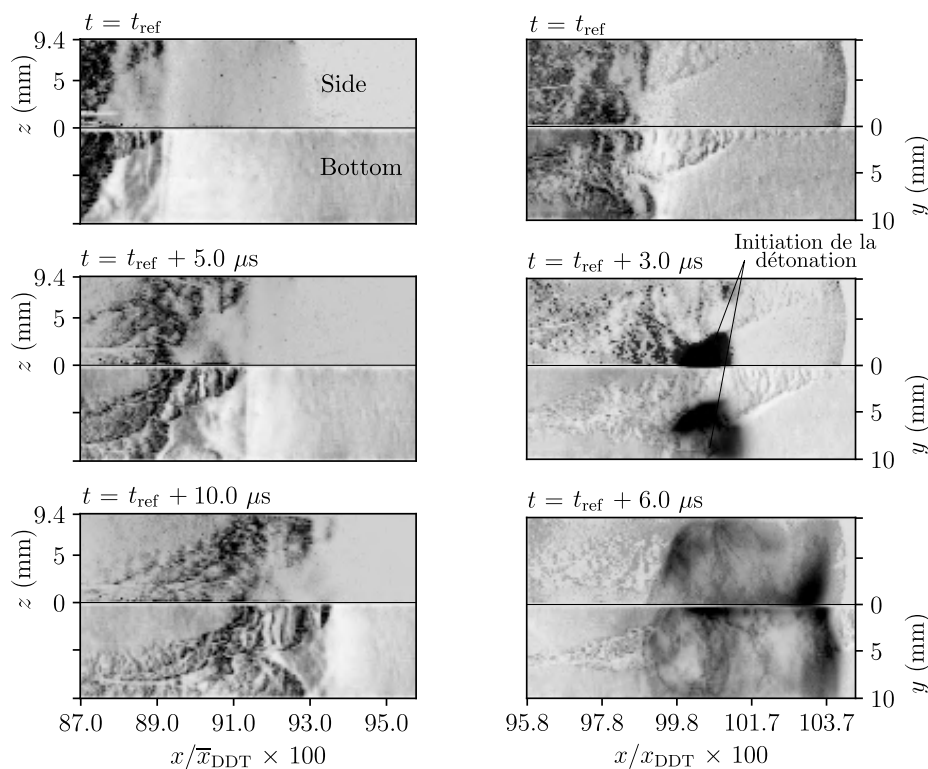 t = t_ref
9.4
5
0
z (mm)
Side
Bottom
t = t_ref + 5.0 μs
9.4
5
0
z (mm)
t = t_ref + 10.0 μs
9.4
5
0
z (mm)
87.0 89.0 91.0 93.0 95.0
x/x̅_DDT × 100
t = t_ref
0
5
10
y (mm)
Initiation de la
détonation
t = t_ref + 3.0 μs
0
5
10
y (mm)
t = t_ref + 6.0 μs
0
5
10
y (mm)
95.8 97.8 99.8 101.7 103.7
x/x_DDT × 100